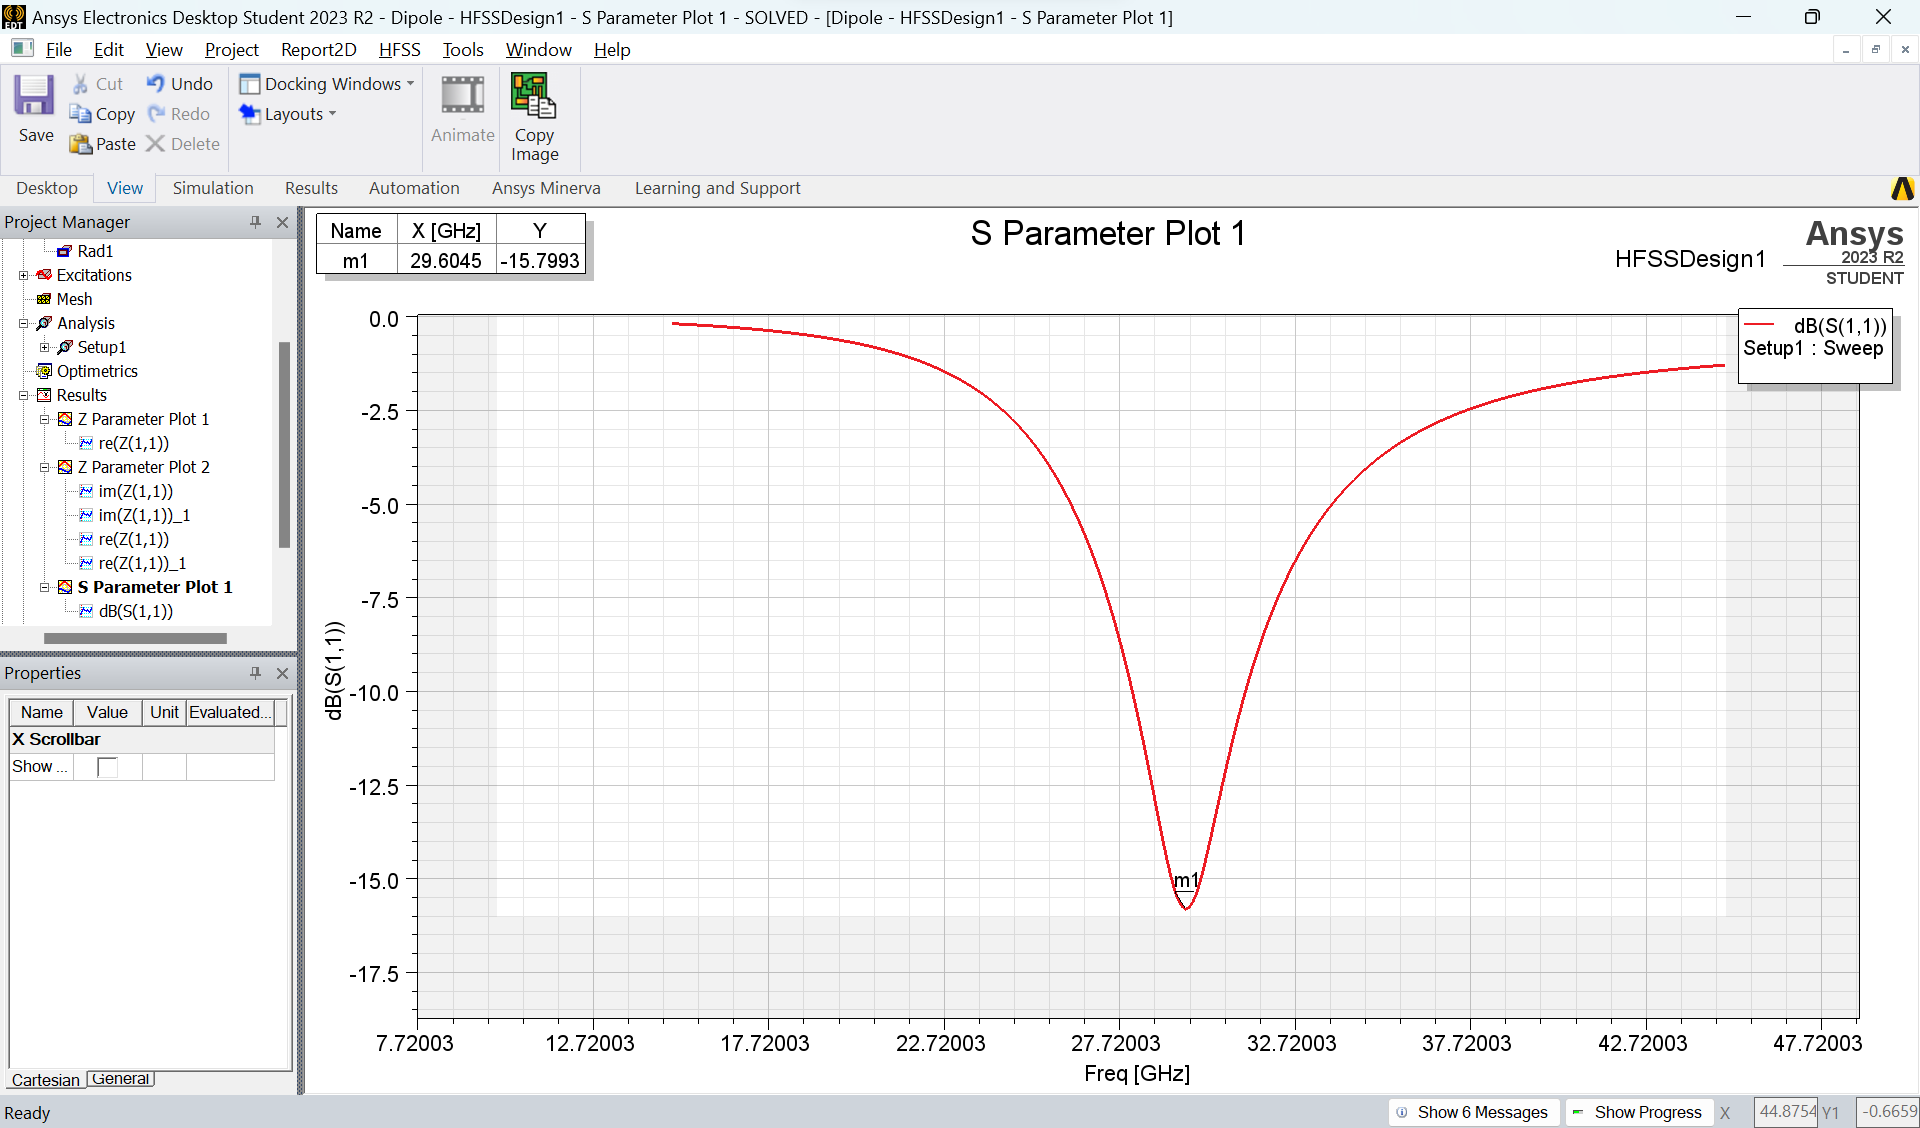 Ansys Electronics Desktop Student 2023 R2 - Dipole - HFSSDesign1 - S Parameter Plot 1 - SOLVED - [Dipole - HFSSDesign1 - S Parameter Plot 1]
File Edit View Project Report2D HFSS Tools Window Help
Save
Cut
Copy
Paste
Undo
Redo
Delete
Docking Windows
Layouts
Animate
Copy
Image
Desktop View Simulation Results Automation Ansys Minerva Learning and Support
Project Manager
Rad1
Excitations
Mesh
Analysis
Setup1
Optimetrics
Results
Z Parameter Plot 1
re(Z(1,1))
Z Parameter Plot 2
im(Z(1,1))
im(Z(1,1))_1
re(Z(1,1))
re(Z(1,1))_1
S Parameter Plot 1
dB(S(1,1))
Properties
Name Value Unit Evaluated...
X Scrollbar
Show ...
Cartesian General
Name X [GHz] Y
m1 29.6045 -15.7993
S Parameter Plot 1
HFSSDesign1
Ansys
2023 R2
STUDENT
dB(S(1,1))
Setup1 : Sweep
0.0
-2.5
-5.0
-7.5
-10.0
-12.5
-15.0
-17.5
dB(S(1,1))
m1
7.72003 12.72003 17.72003 22.72003 27.72003 32.72003 37.72003 42.72003 47.72003
Freq [GHz]
Ready
Show 6 Messages
Show Progress
X 44.8754 Y1 -0.6659